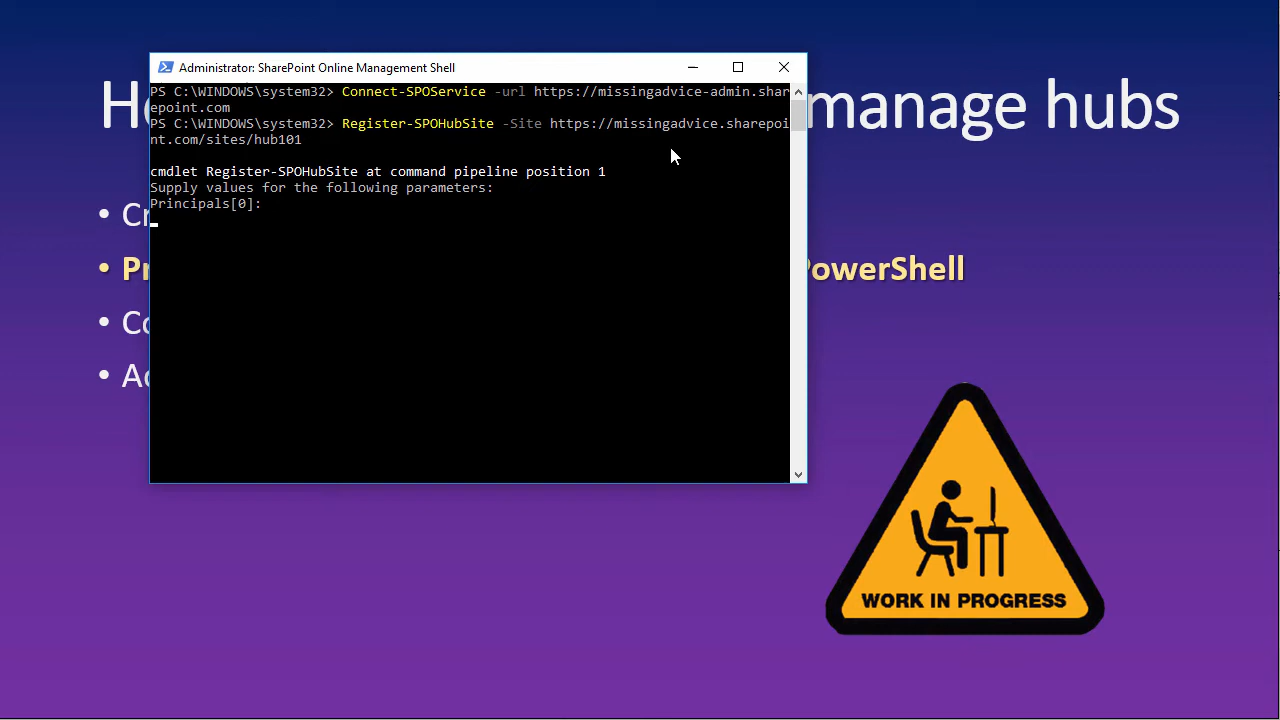 Administrator: SharePoint Online Management Shell
PS C:\WINDOWS\system32> Connect-SPOService -url https://missingadvice-admin.shar
epoint.com
PS C:\WINDOWS\system32> Register-SPOHubSite -Site https://missingadvice.sharepoi
nt.com/sites/hub101
cmdlet Register-SPOHubSite at command pipeline position 1
Supply values for the following parameters:
Principals[0]:
manage hubs
PowerShell
WORK IN PROGRESS